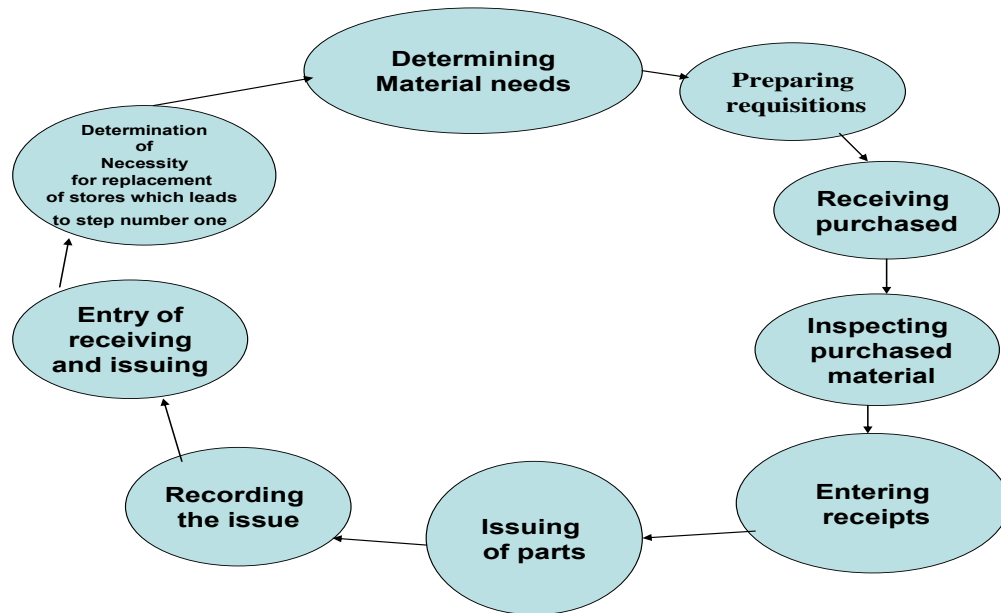 Determining
Material needs
Preparing
requisitions
Receiving
purchased
Inspecting
purchased
material
Entering
receipts
Issuing
of parts
Recording
the issue
Entry of
receiving
and issuing
Determination
of
Necessity
for replacement
of stores which leads
to step number one